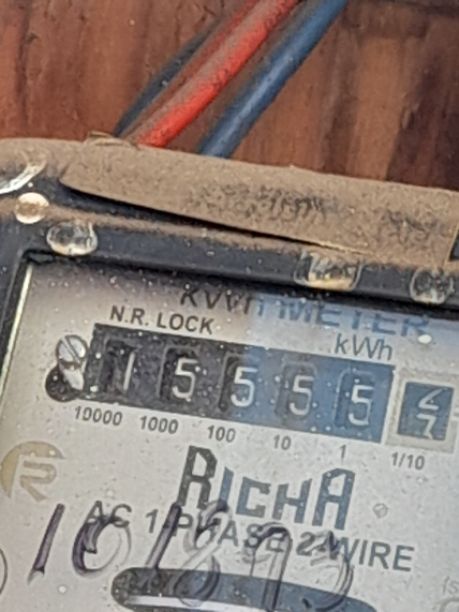 kWh METER
N.R. LOCK
kWh
1 5 5 5 5
10000 1000 100 10 1 1/10
R
RICHA
AC 1-PHASE 2-WIRE